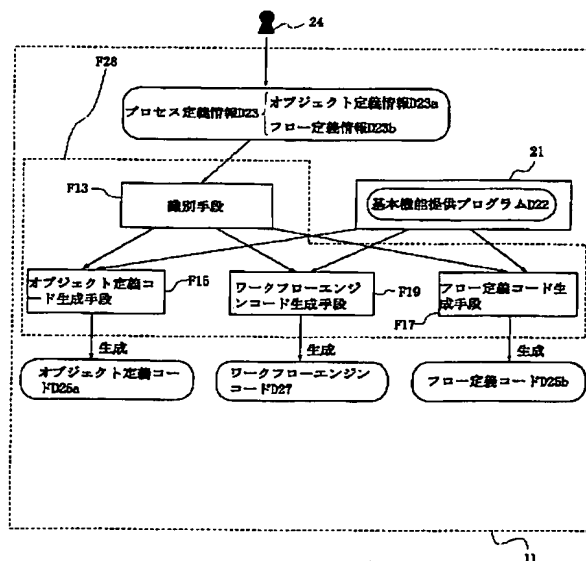 24
F28
プロセス定義情報D23
オブジェクト定義情報D23a
フロー定義情報D23b
21
F13
識別手段
基本機能提供プログラムD22
オブジェクト定義コ
ード生成手段
F15
ワークフローエンジ
ンコード生成手段
F19
フロー定義コード生
成手段
F17
生成
生成
生成
オブジェクト定義コー
ドD25a
ワークフローエンジン
コードD27
フロー定義コードD25b
11